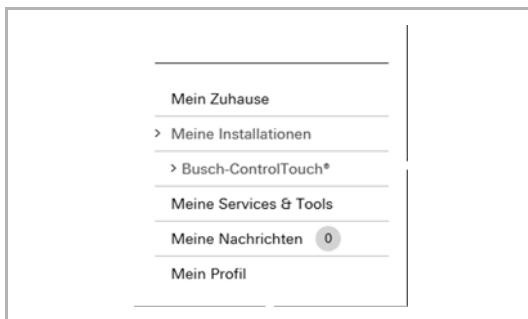 Mein Zuhause
> Meine Installationen
> Busch-ControlTouch®
Meine Services & Tools
Meine Nachrichten 0
Mein Profil